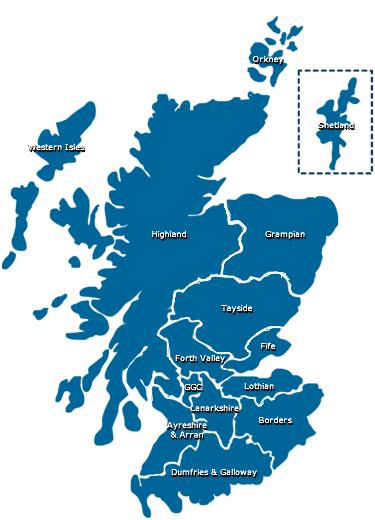 Orkney
Shetland
Western Isles
Highland
Grampian
Tayside
Fife
Forth Valley
GGC
Lothian
Lanarkshire
Borders
Ayreshire
& Arran
Dumfries & Galloway